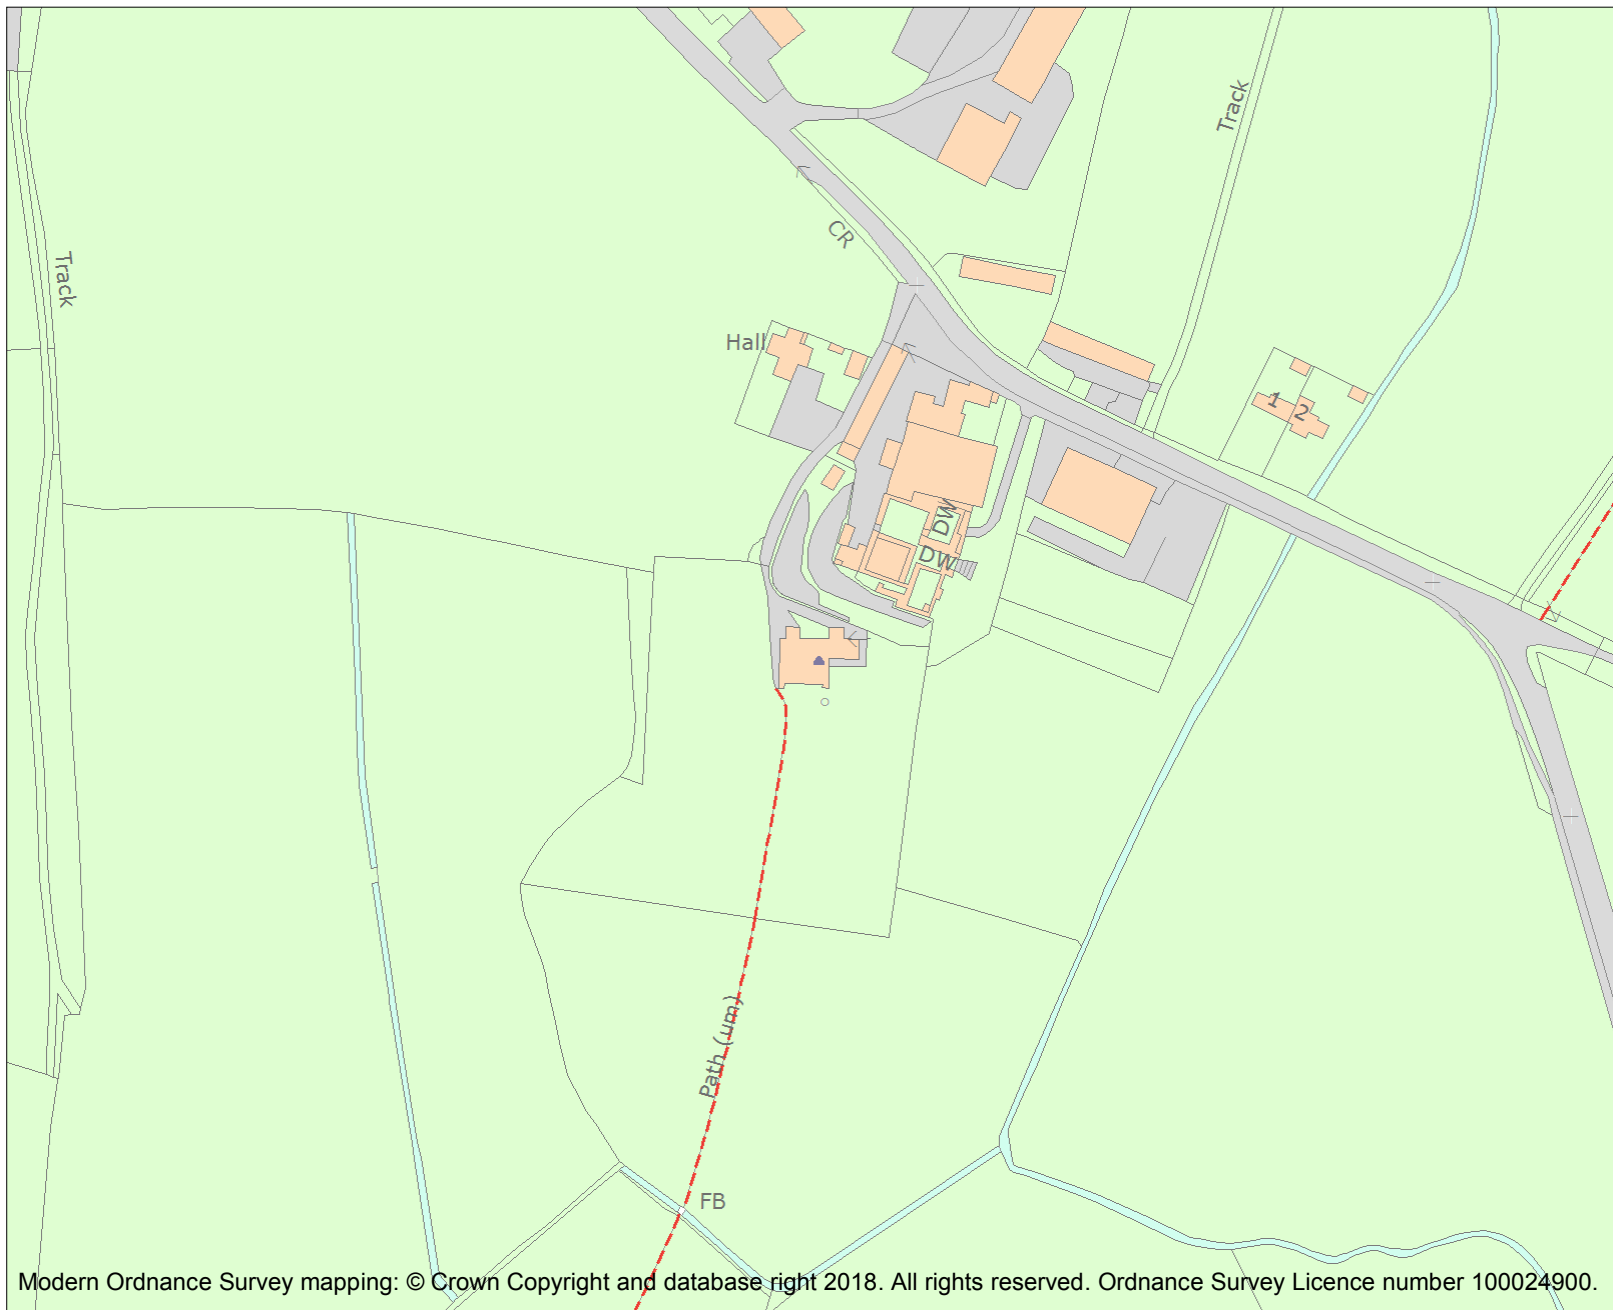 Track
CR
Track
Hall
1
2
DW
DW
Path (um)
FB
Modern Ordnance Survey mapping: © Crown Copyright and database right 2018. All rights reserved. Ordnance Survey Licence number 100024900.